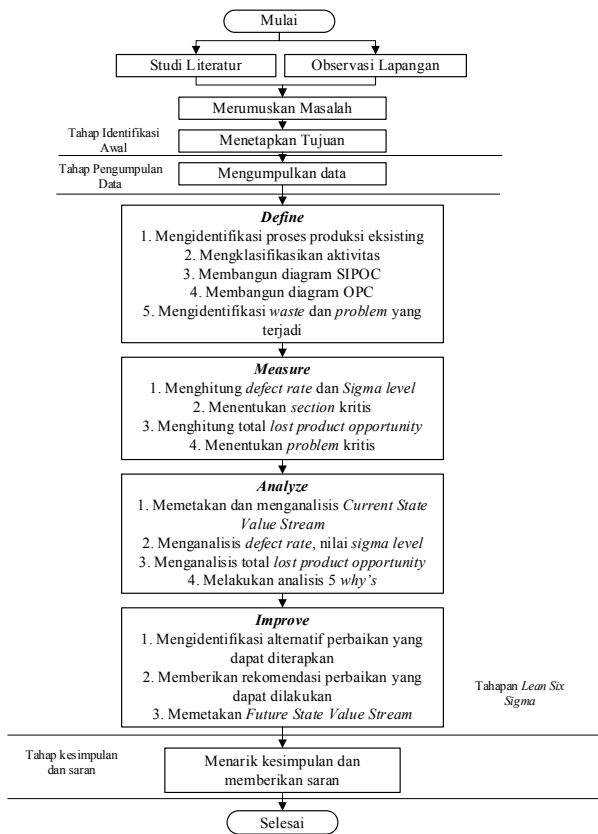 Mulai
Studi Literatur
Observasi Lapangan
Merumuskan Masalah
Tahap Identifikasi
Awal
Menetapkan Tujuan
Tahap Pengumpulan
Data
Mengumpulkan data
Define
1. Mengidentifikasi proses produksi eksisting
2. Mengklasifikasikan aktivitas
3. Membangun diagram SIPOC
4. Membangun diagram OPC
5. Mengidentifikasi waste dan problem yang
terjadi
Measure
1. Menghitung defect rate dan Sigma level
2. Menentukan section kritis
3. Menghitung total lost product opportunity
4. Menentukan problem kritis
Analyze
1. Memetakan dan menganalisis Current State
Value Stream
2. Menganalisis defect rate, nilai sigma level
3. Menganalisis total lost product opportunity
4. Melakukan analisis 5 why's
Improve
1. Mengidentifikasi alternatif perbaikan yang
dapat diterapkan
2. Memberikan rekomendasi perbaikan yang
dapat dilakukan
3. Memetakan Future State Value Stream
Tahapan Lean Six
Sigma
Tahap kesimpulan
dan saran
Menarik kesimpulan dan
memberikan saran
Selesai